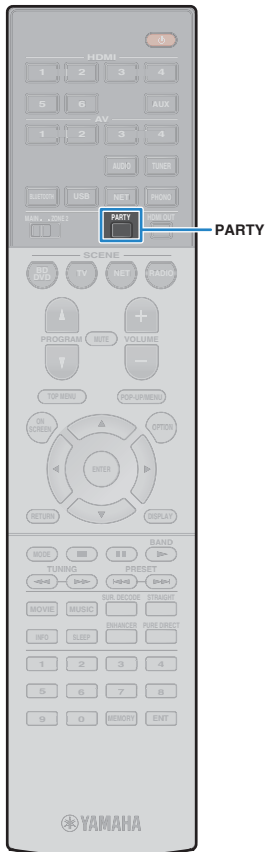 HDMI
1 2 3 4
5 6 AUX
AV
1 2 3 4
AUDIO TUNER
BLUETOOTH USB NET PHONO
MAIN ZONE2 PARTY HDMI OUT
PARTY
SCENE
BD DVD TV NET RADIO
PROGRAM MUTE VOLUME
TOP MENU POP-UP/MENU
ON SCREEN OPTION
ENTER
RETURN DISPLAY
MODE BAND
TUNING PRESET
MOVIE MUSIC SUR. DECODE STRAIGHT
INFO SLEEP ENHANCER PURE DIRECT
1 2 3 4
5 6 7 8
9 0 MEMORY ENT
YAMAHA